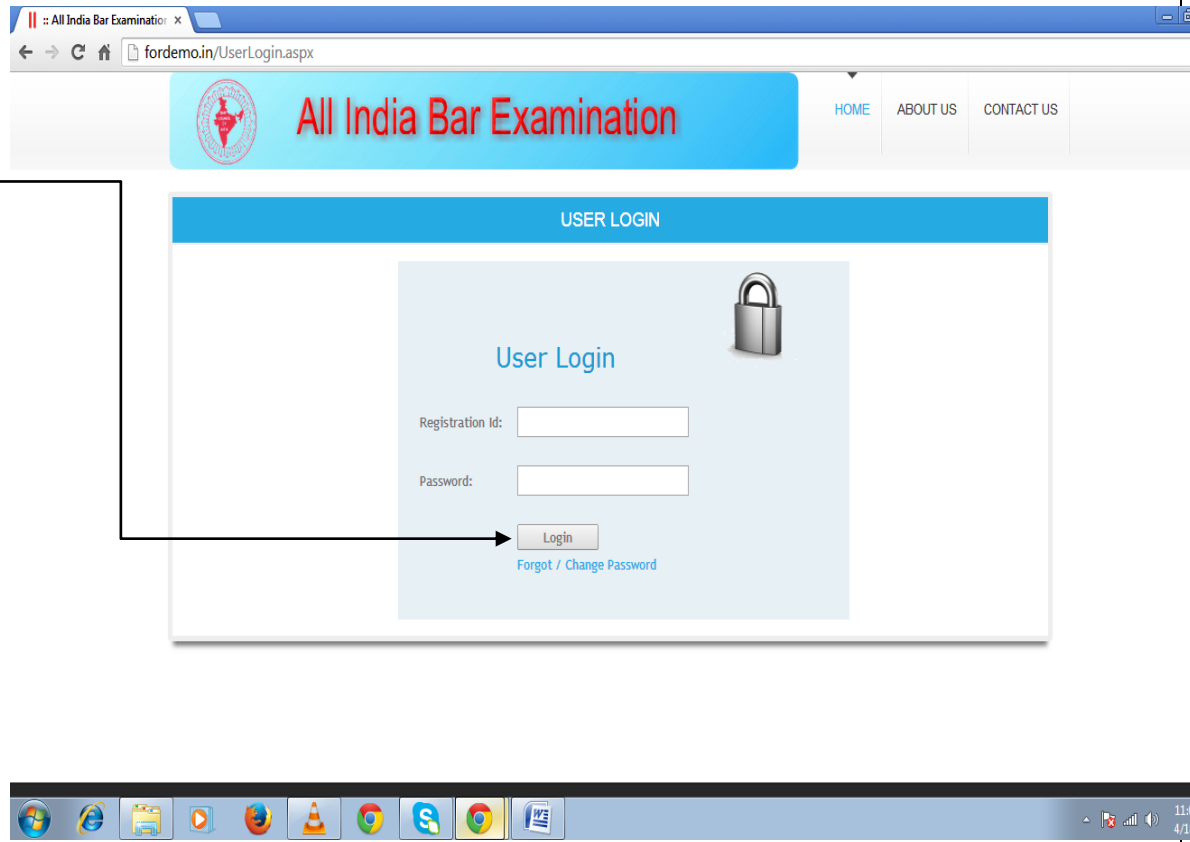 :: All India Bar Examination
fordemo.in/UserLogin.aspx
All India Bar Examination
HOME ABOUT US CONTACT US
USER LOGIN
User Login
Registration Id:
Password:
Login
Forgot / Change Password